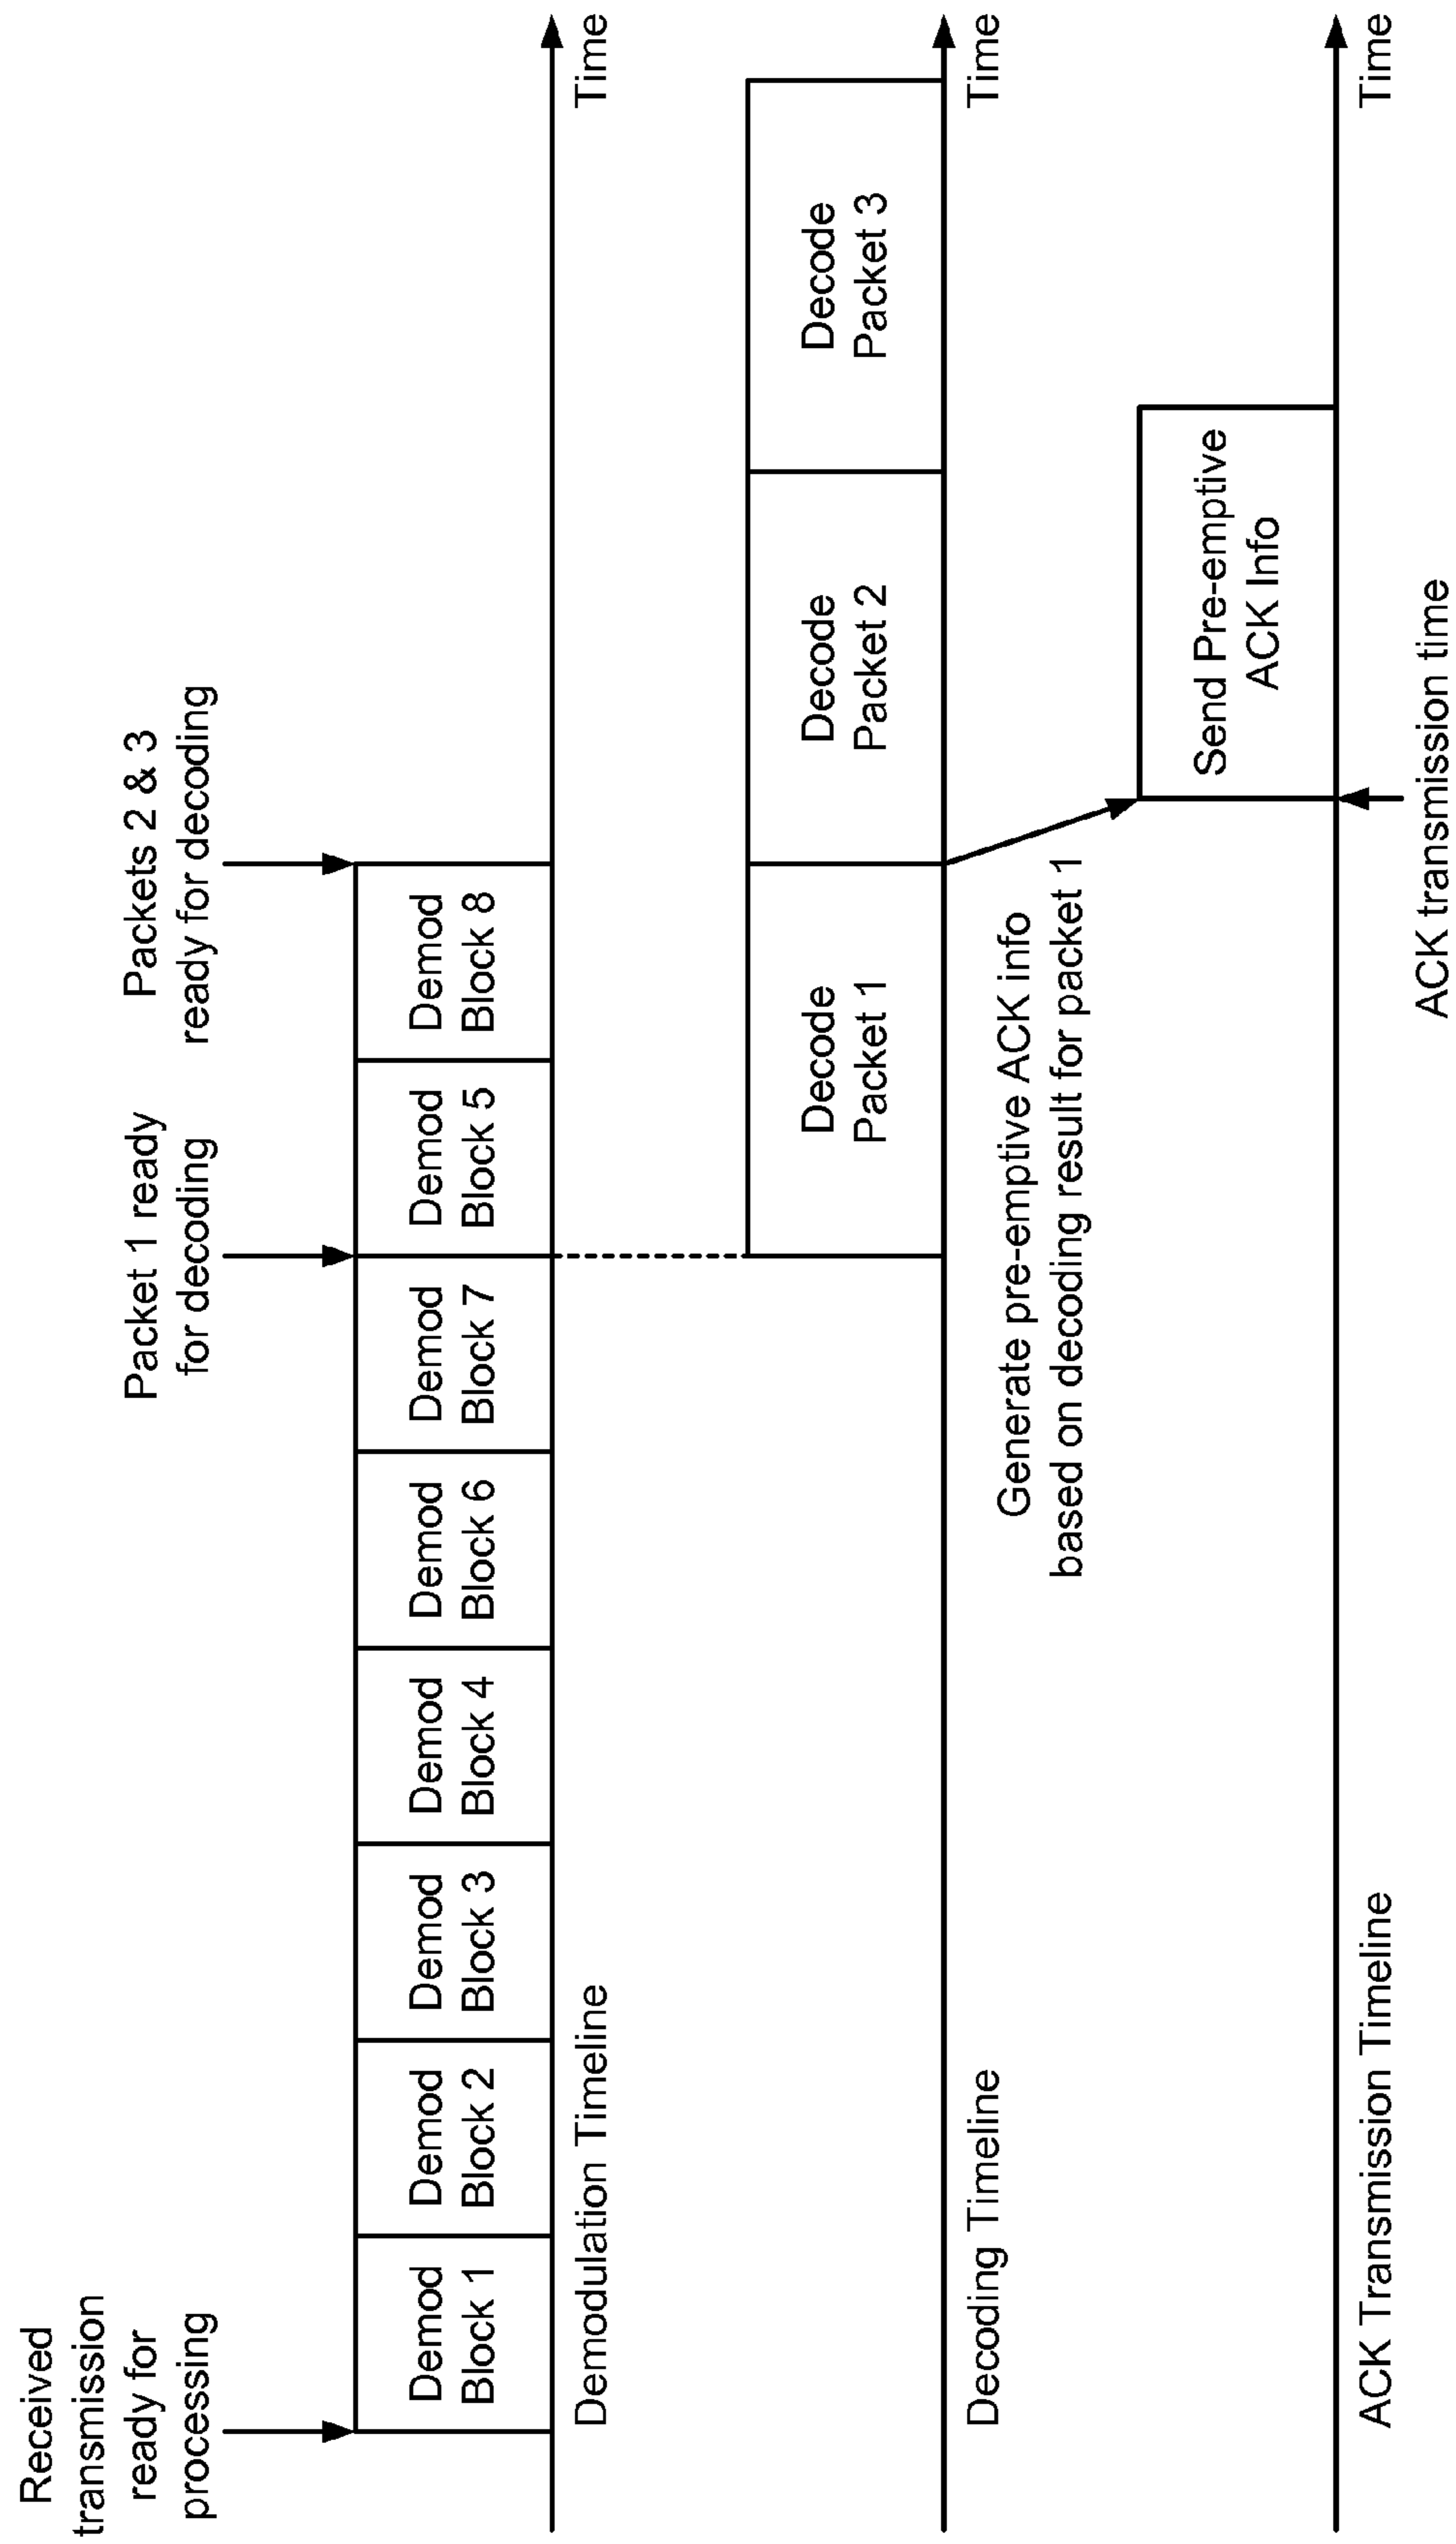 Received
transmission
ready for
processing
Packet 1 ready
for decoding
Packets 2 & 3
ready for decoding
Demod
Block 1
Demod
Block 2
Demod
Block 3
Demod
Block 4
Demod
Block 6
Demod
Block 7
Demod
Block 5
Demod
Block 8
Demodulation Timeline
Time
Decode
Packet 1
Decode
Packet 2
Decode
Packet 3
Decoding Timeline
Time
Generate pre-emptive ACK info
based on decoding result for packet 1
Send Pre-emptive
ACK Info
ACK Transmission Timeline
Time
ACK transmission time